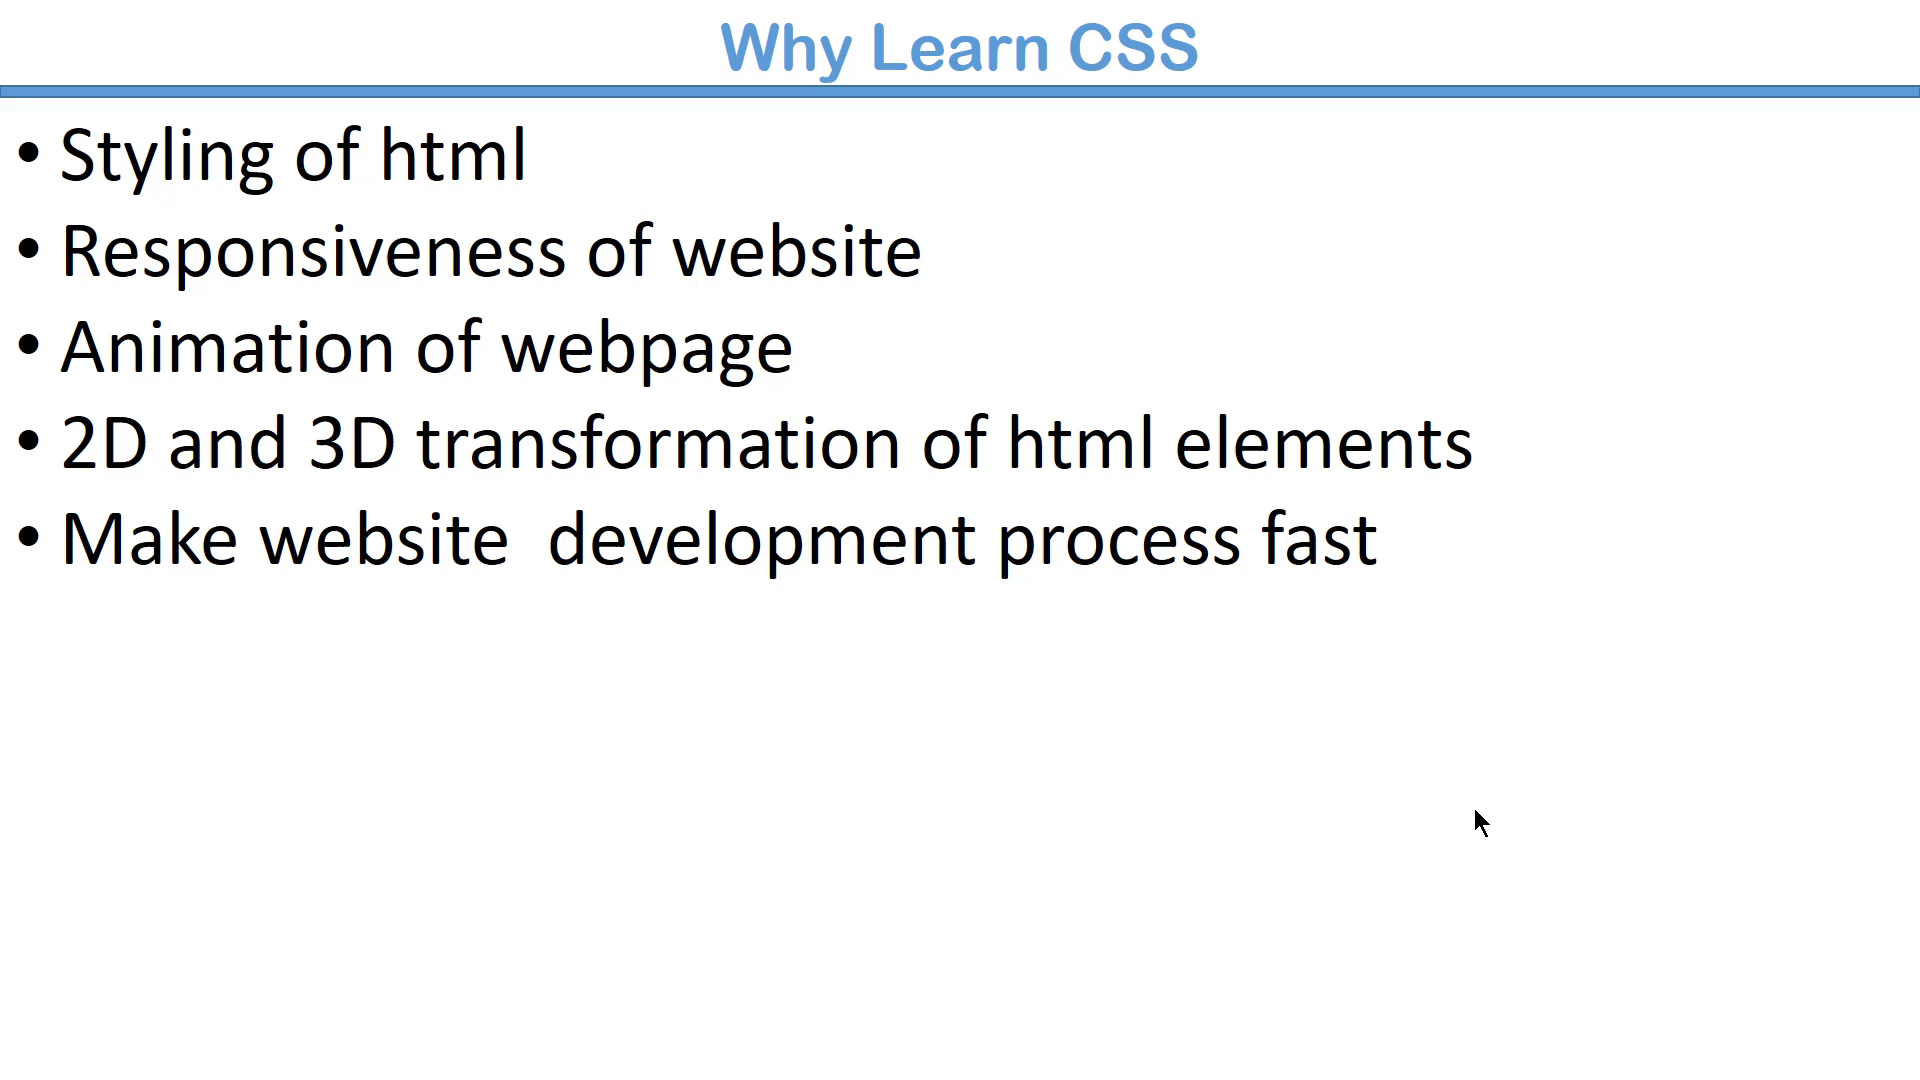 Why Learn CSS
• Styling of html
• Responsiveness of website
• Animation of webpage
• 2D and 3D transformation of html elements
• Make website  development process fast